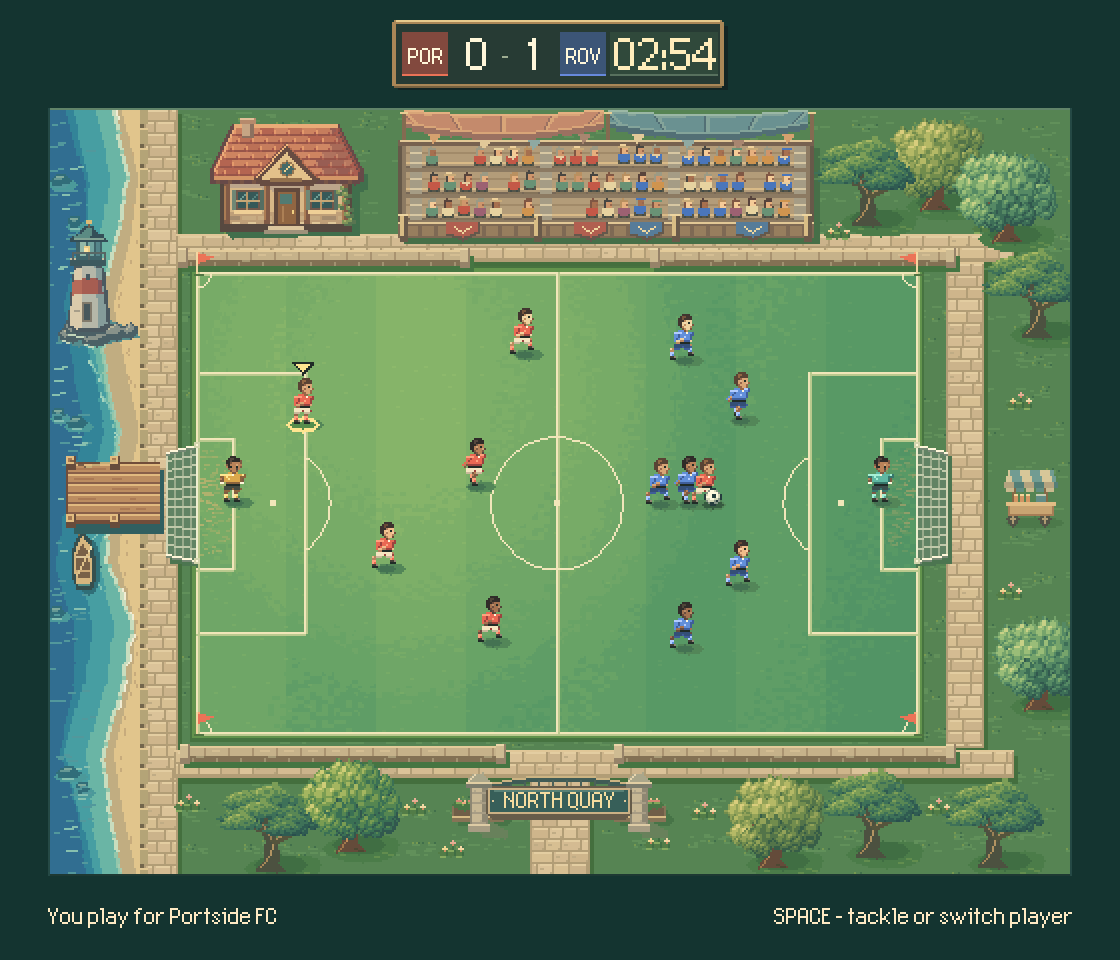 POR 0 - 1 ROV 02:54
· NORTH QUAY ·
You play for Portside FC
SPACE - tackle or switch player